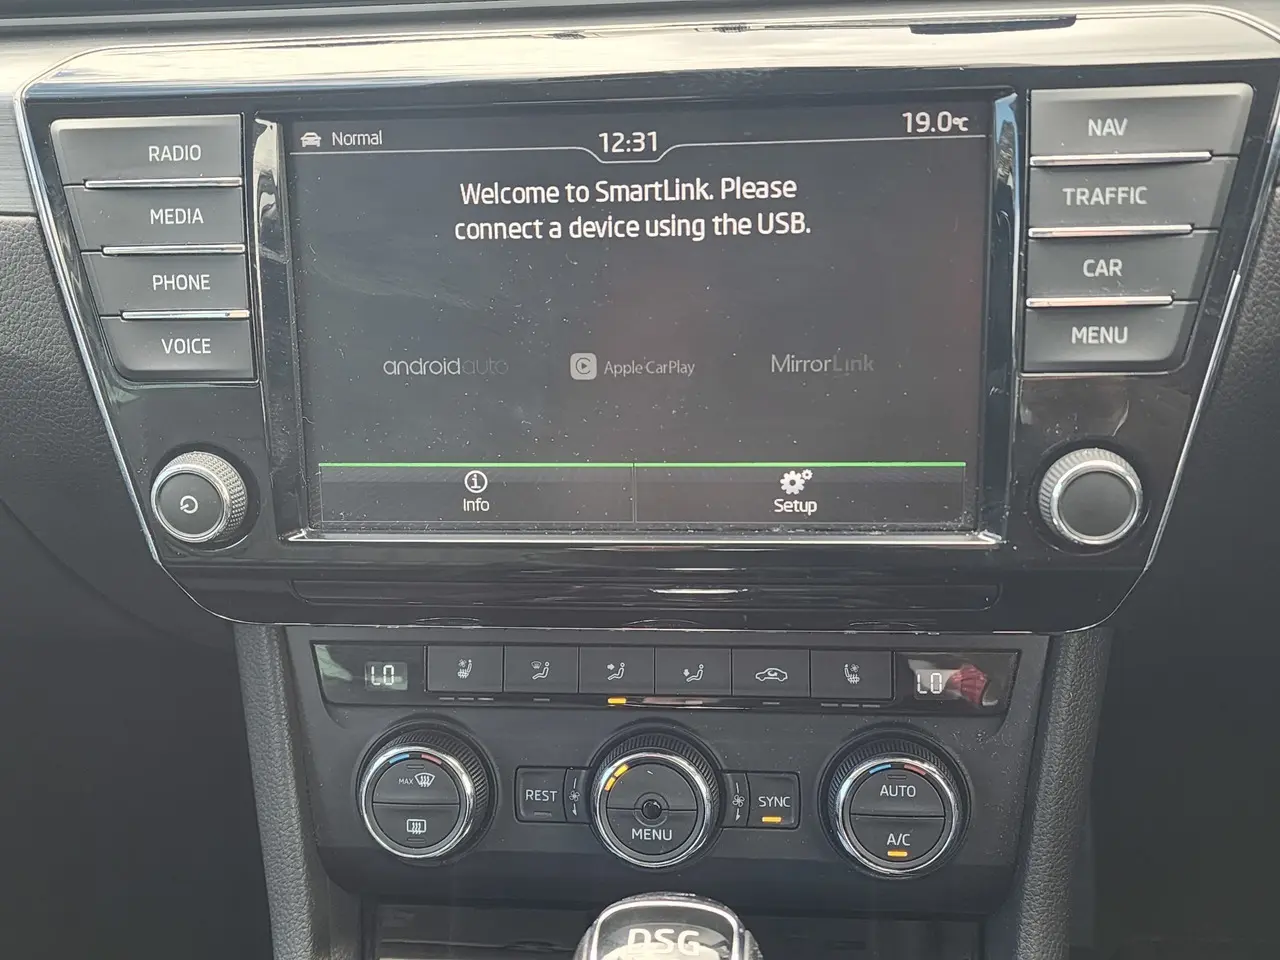 Normal
12:31
19.0°C
Welcome to SmartLink. Please
connect a device using the USB.
androidauto
Apple CarPlay
MirrorLink
Info
Setup
RADIO
MEDIA
PHONE
VOICE
NAV
TRAFFIC
CAR
MENU
LO
LO
MAX
REST
MENU
SYNC
AUTO
A/C
DSG